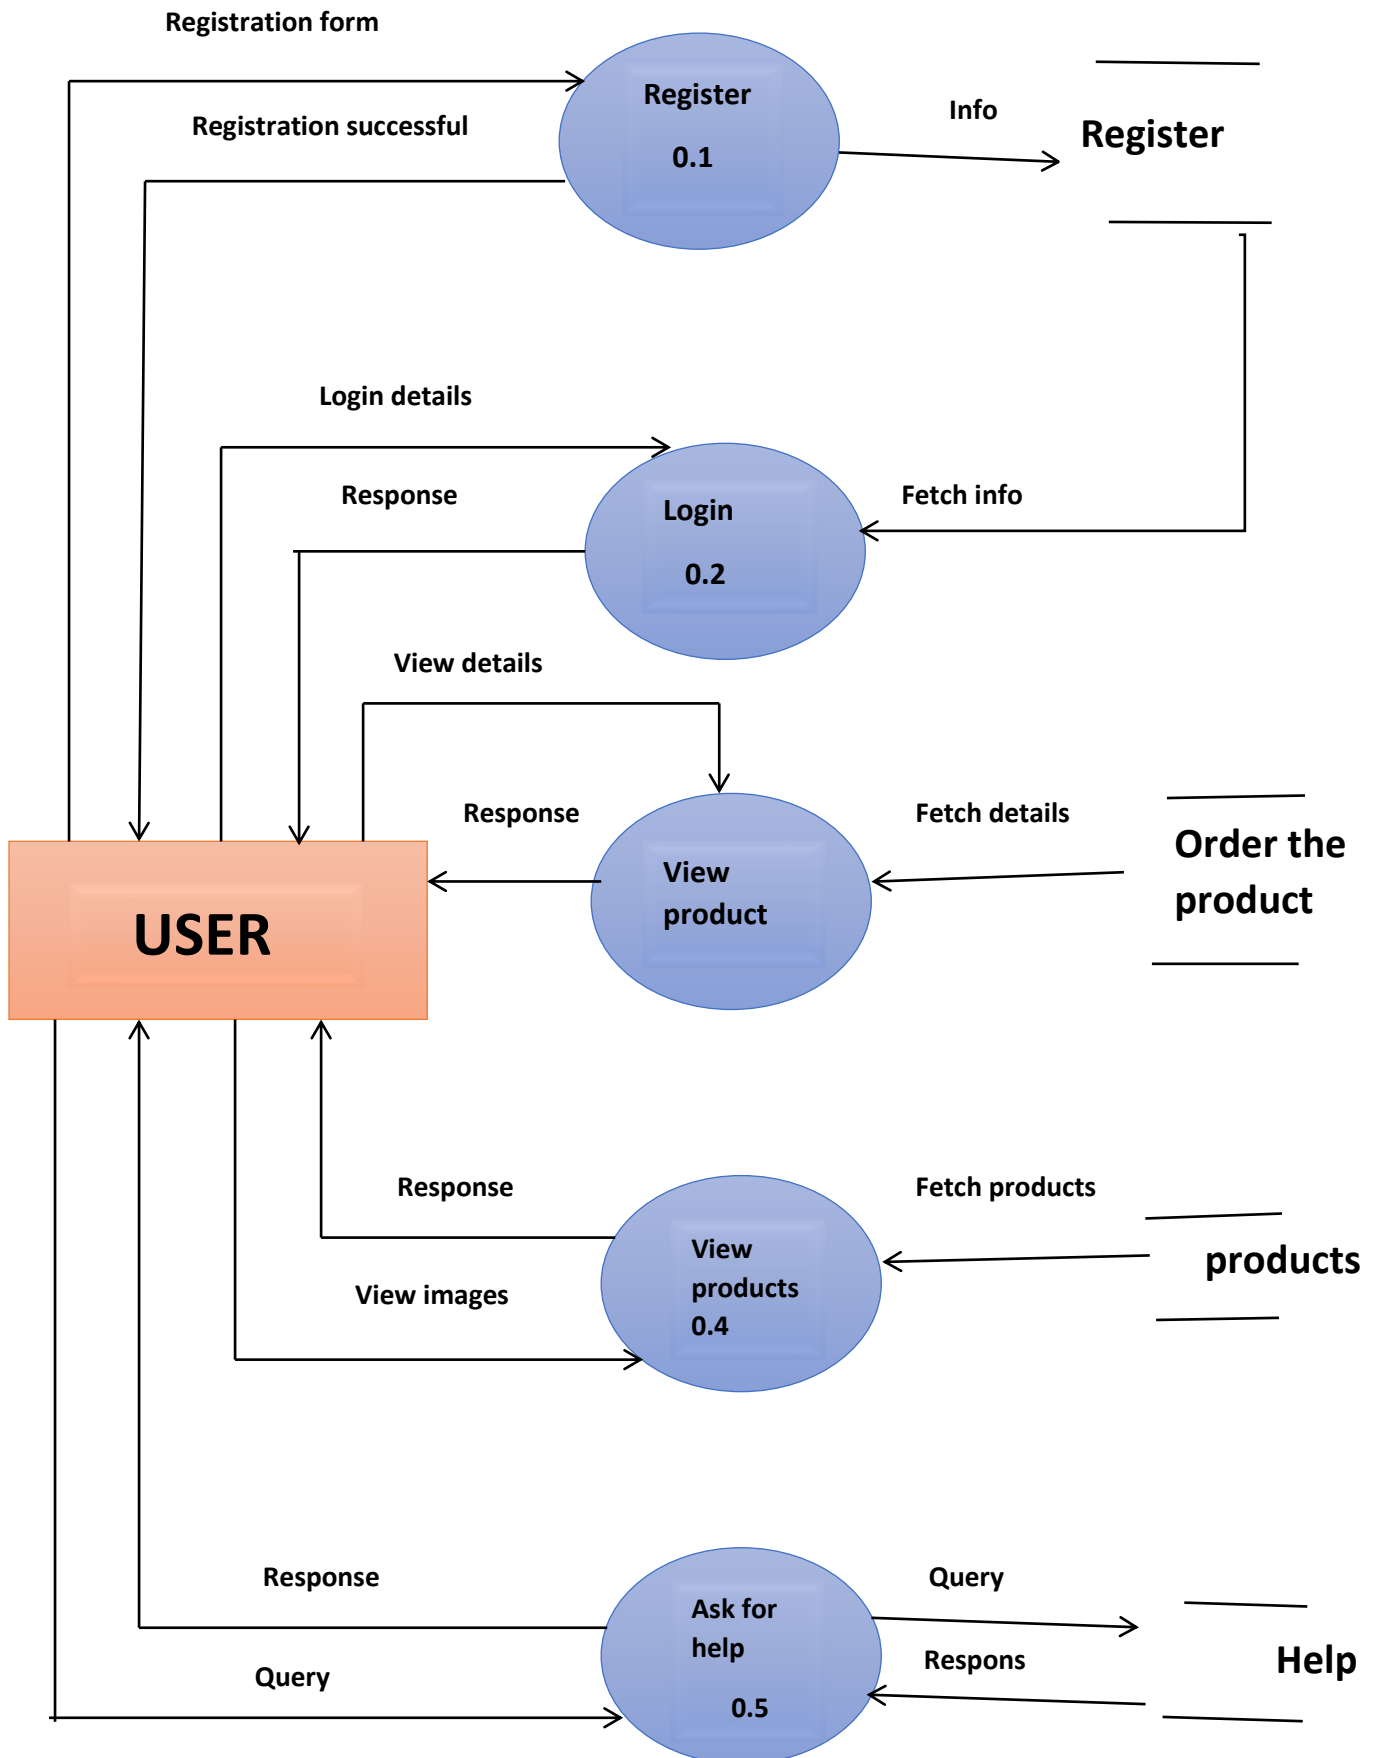 Registration form
Register
Info
Registration successful
Register
0.1
Login details
Response
Fetch info
Login
0.2
View details
Response
Fetch details
Order the
product
View
product
USER
Response
Fetch products
View
products
0.4
products
View images
Response
Query
Ask for
help
Respons
Help
Query
0.5